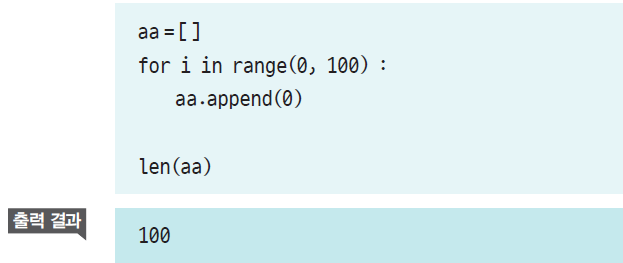 aa=[]
for i in range(0, 100) :
    aa.append(0)
len(aa)
출력 결과
100